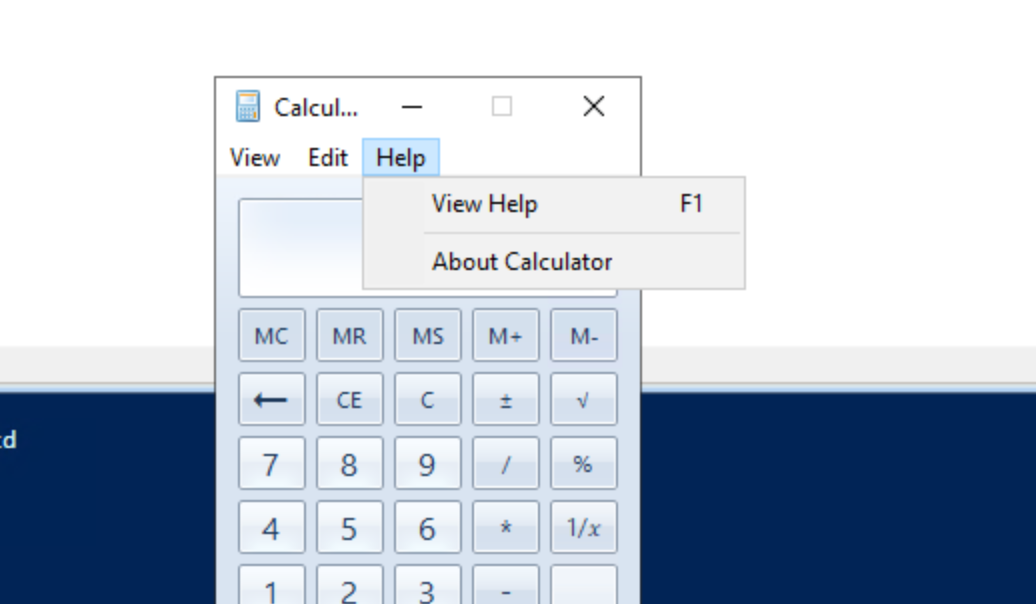 Calcul...
View Edit Help
View Help F1
About Calculator
MC MR MS M+ M-
← CE C ± √
td
7 8 9 / %
4 5 6 * 1/x
1 2 3 -